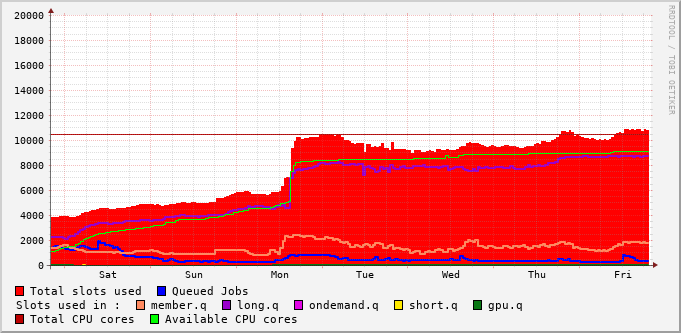 RRDTOOL / TOBI OETIKER
20000
18000
16000
14000
12000
10000
8000
6000
4000
2000
0
Sat Sun Mon Tue Wed Thu Fri
Total slots used Queued Jobs
Slots used in : member.q long.q ondemand.q short.q gpu.q
Total CPU cores Available CPU cores